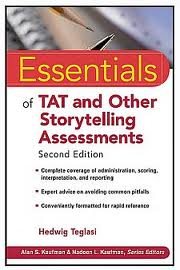 Essentials
of TAT and Other
Storytelling
Assessments
Second Edition
• Complete coverage of administration, scoring,
interpretation, and reporting
• Expert advice on avoiding common pitfalls
• Conveniently formatted for rapid reference
Hedwig Teglasi
Alan S. Kaufman & Nadeen L. Kaufman, Series Editors